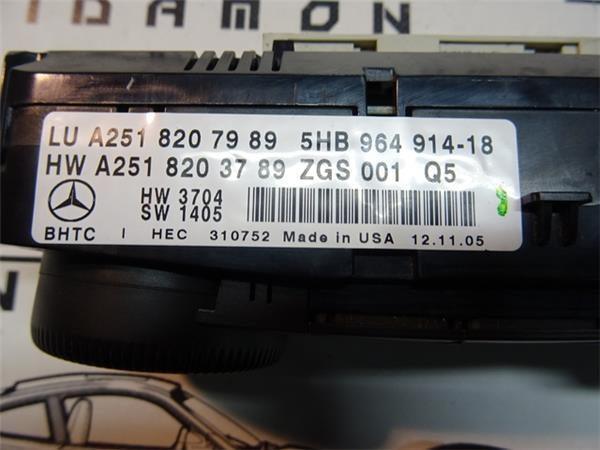 IDAMON
LU A251 820 79 89 5HB 964 914-18
HW A251 820 37 89 ZGS 001 Q5
HW 3704
SW 1405
BHTC I HEC 310752 Made in USA 12.11.05